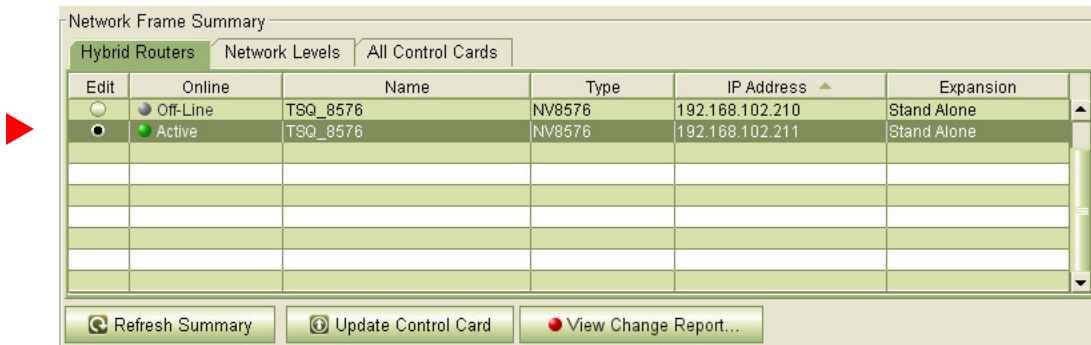 Network Frame Summary
Hybrid Routers Network Levels All Control Cards
Edit Online Name Type IP Address Expansion
Off-Line TSQ_8576 NV8576 192.168.102.210 Stand Alone
Active TSQ_8576 NV8576 192.168.102.211 Stand Alone
Refresh Summary Update Control Card View Change Report...